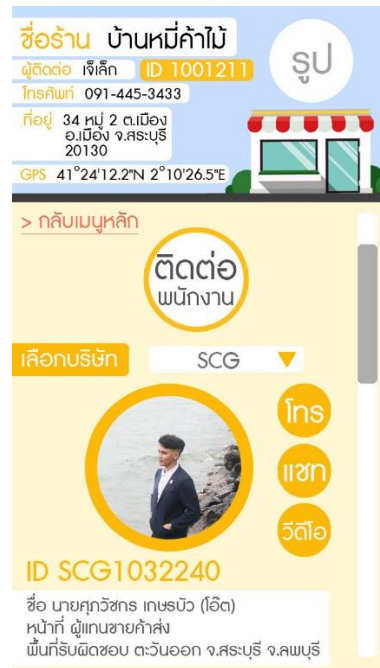 ชื่อร้าน บ้านหมี่ค้าไม้
ผู้ติดต่อ เจ๊เล็ก ID 1001211
โทรศัพท์ 091-445-3433
ที่อยู่ 34 หมู่ 2 ต.เมือง
อ.เมือง จ.สระบุรี
20130
GPS 41°24'12.2"N 2°10'26.5"E
รูป
> กลับเมนูหลัก
ติดต่อ
พนักงาน
เลือกบริษัท SCG
โทร
แชท
วีดีโอ
ID SCG1032240
ชื่อ นายศุภวัชกร เกษรบัว (โอ๊ต)
หน้าที่ ผู้แทนขายค้าส่ง
พื้นที่รับผิดชอบ ตะวันออก จ.สระบุรี จ.ลพบุรี